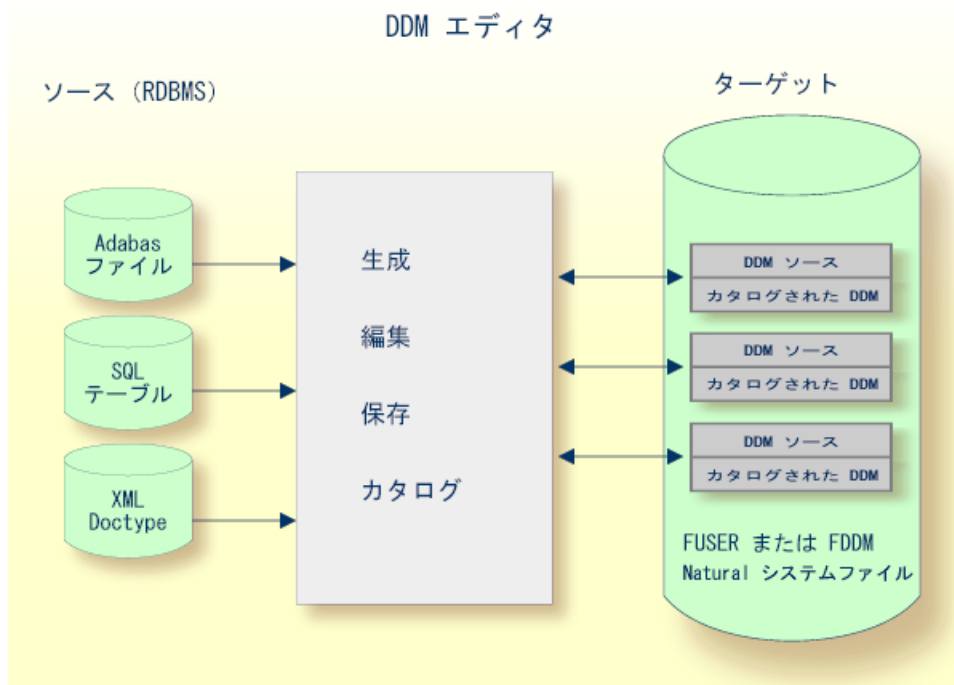 DDM エディタ
ソース (RDBMS)
ターゲット
Adabas
ファイル
SQL
テーブル
XML
Doctype
生成
編集
保存
カタログ
DDM ソース
カタログされた DDM
DDM ソース
カタログされた DDM
DDM ソース
カタログされた DDM
FUSER または FDDM
Natural システムファイル